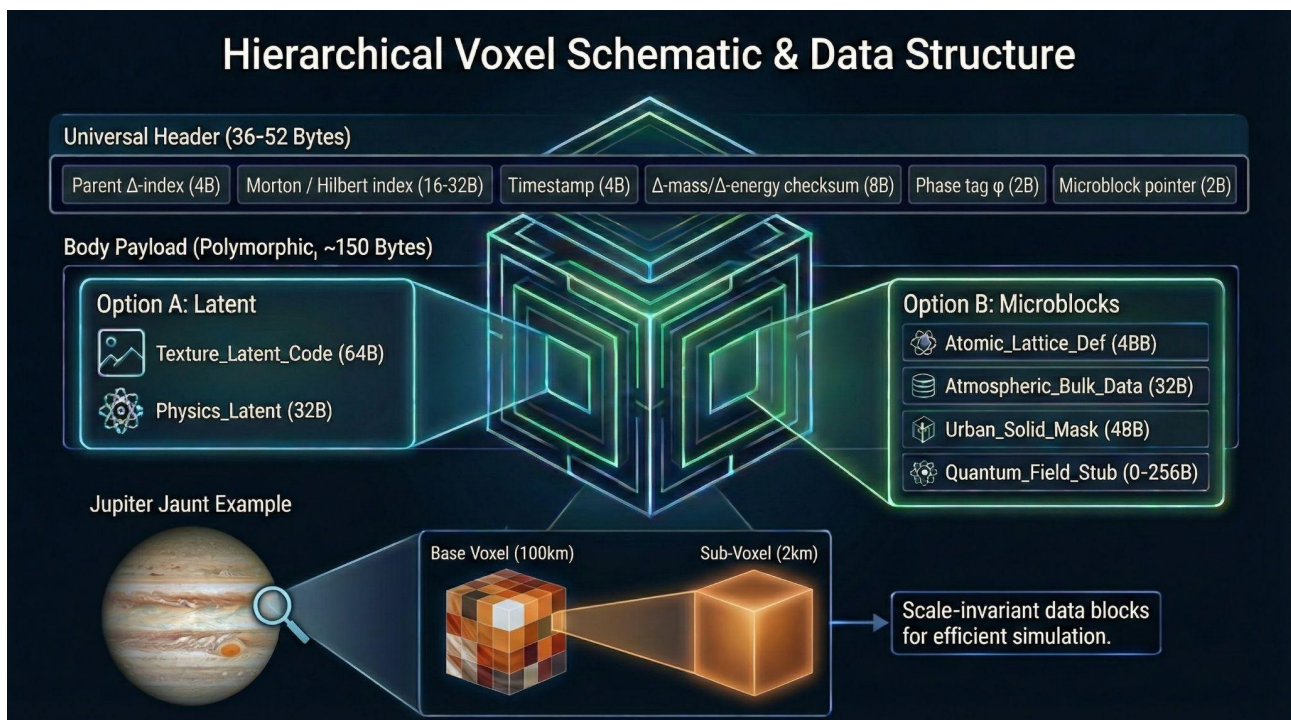 Hierarchical Voxel Schematic & Data Structure
Universal Header (36-52 Bytes)
Parent Δ-index (4B)
Morton / Hilbert index (16-32B)
Timestamp (4B)
Δ-mass/Δ-energy checksum (8B)
Phase tag φ (2B)
Microblock pointer (2B)
Body Payload (Polymorphic, ~150 Bytes)
Option A: Latent
Texture_Latent_Code (64B)
Physics_Latent (32B)
Option B: Microblocks
Atomic_Lattice_Def (4BB)
Atmospheric_Bulk_Data (32B)
Urban_Solid_Mask (48B)
Quantum_Field_Stub (0-256B)
Jupiter Jaunt Example
Base Voxel (100km)
Sub-Voxel (2km)
Scale-invariant data blocks
for efficient simulation.